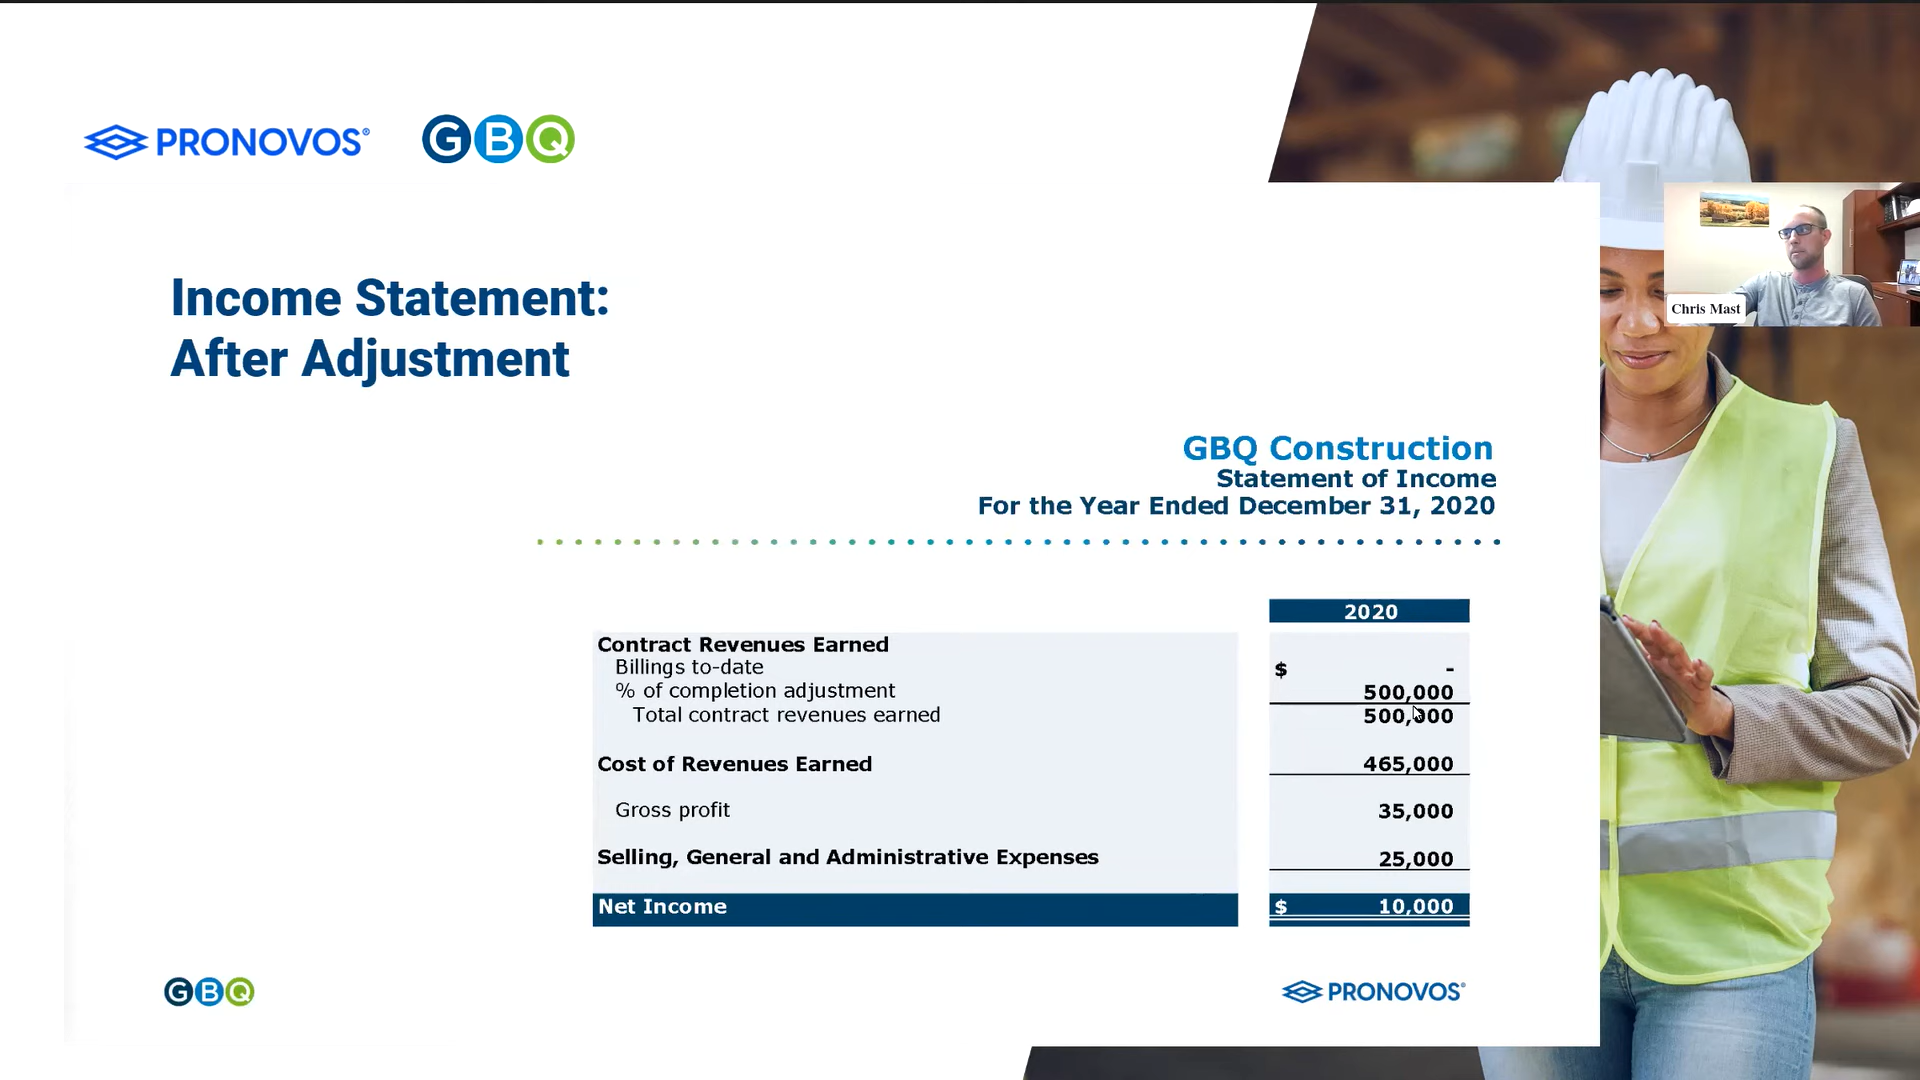 PRONOVOS®
GBQ
Chris Mast
Income Statement:
After Adjustment
GBQ Construction
Statement of Income
For the Year Ended December 31, 2020
2020
Contract Revenues Earned
Billings to-date $ -
% of completion adjustment 500,000
Total contract revenues earned 500,000
Cost of Revenues Earned 465,000
Gross profit 35,000
Selling, General and Administrative Expenses 25,000
Net Income $ 10,000
GBQ
PRONOVOS®